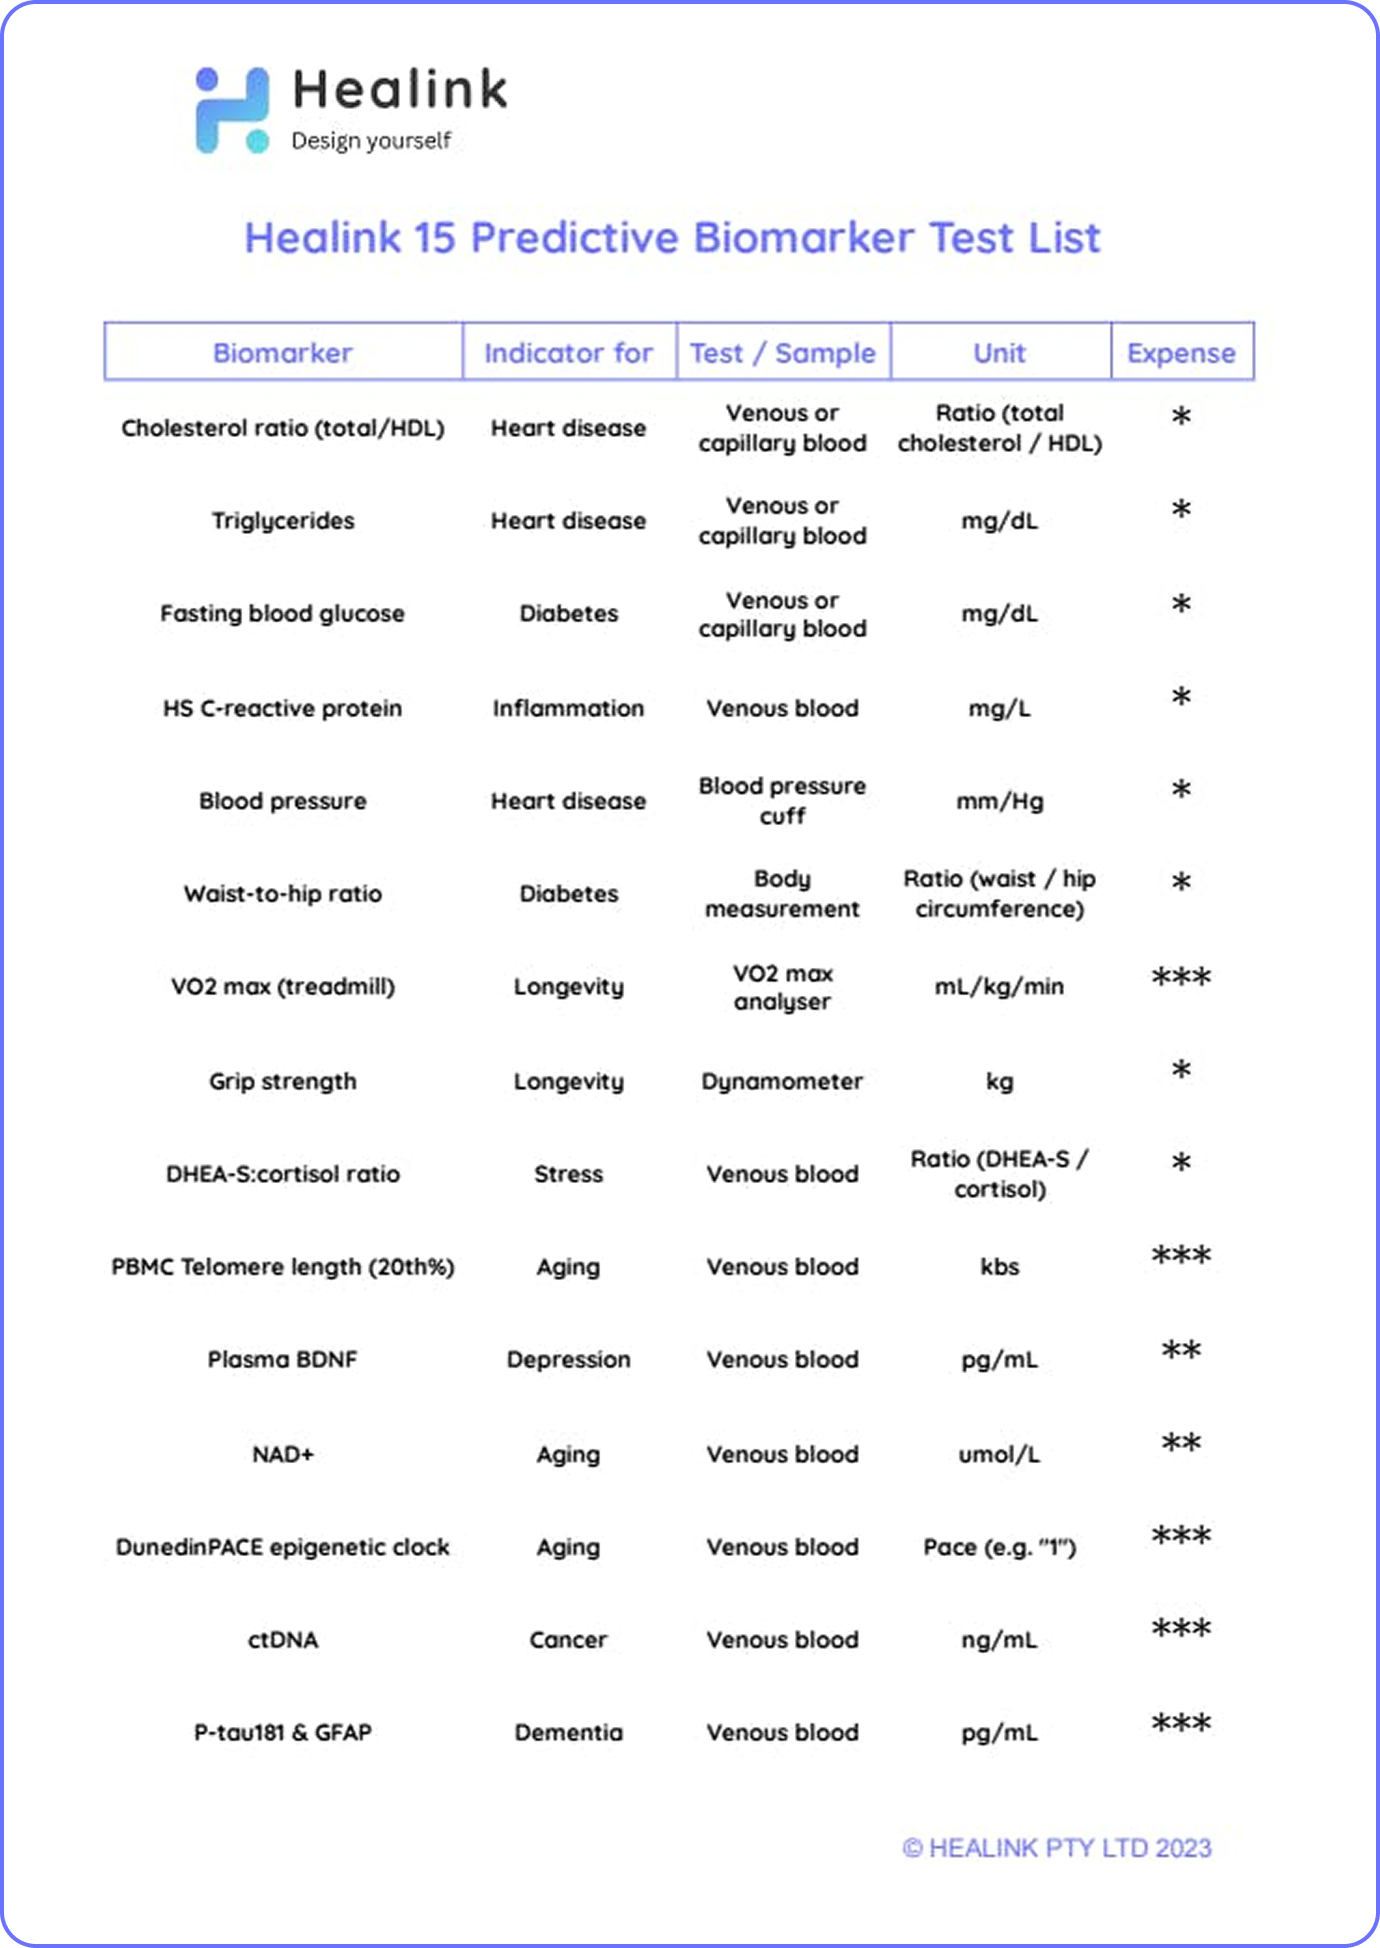 Healink
Design yourself
Healink 15 Predictive Biomarker Test List
Biomarker Indicator for Test / Sample Unit Expense
Cholesterol ratio (total/HDL) Heart disease Venous or capillary blood Ratio (total cholesterol / HDL) *
Triglycerides Heart disease Venous or capillary blood mg/dL *
Fasting blood glucose Diabetes Venous or capillary blood mg/dL *
HS C-reactive protein Inflammation Venous blood mg/L *
Blood pressure Heart disease Blood pressure cuff mm/Hg *
Waist-to-hip ratio Diabetes Body measurement Ratio (waist / hip circumference) *
VO2 max (treadmill) Longevity VO2 max analyser mL/kg/min ***
Grip strength Longevity Dynamometer kg *
DHEA-S:cortisol ratio Stress Venous blood Ratio (DHEA-S / cortisol) *
PBMC Telomere length (20th%) Aging Venous blood kbs ***
Plasma BDNF Depression Venous blood pg/mL **
NAD+ Aging Venous blood umol/L **
DunedinPACE epigenetic clock Aging Venous blood Pace (e.g. "1") ***
ctDNA Cancer Venous blood ng/mL ***
P-tau181 & GFAP Dementia Venous blood pg/mL ***
© HEALINK PTY LTD 2023